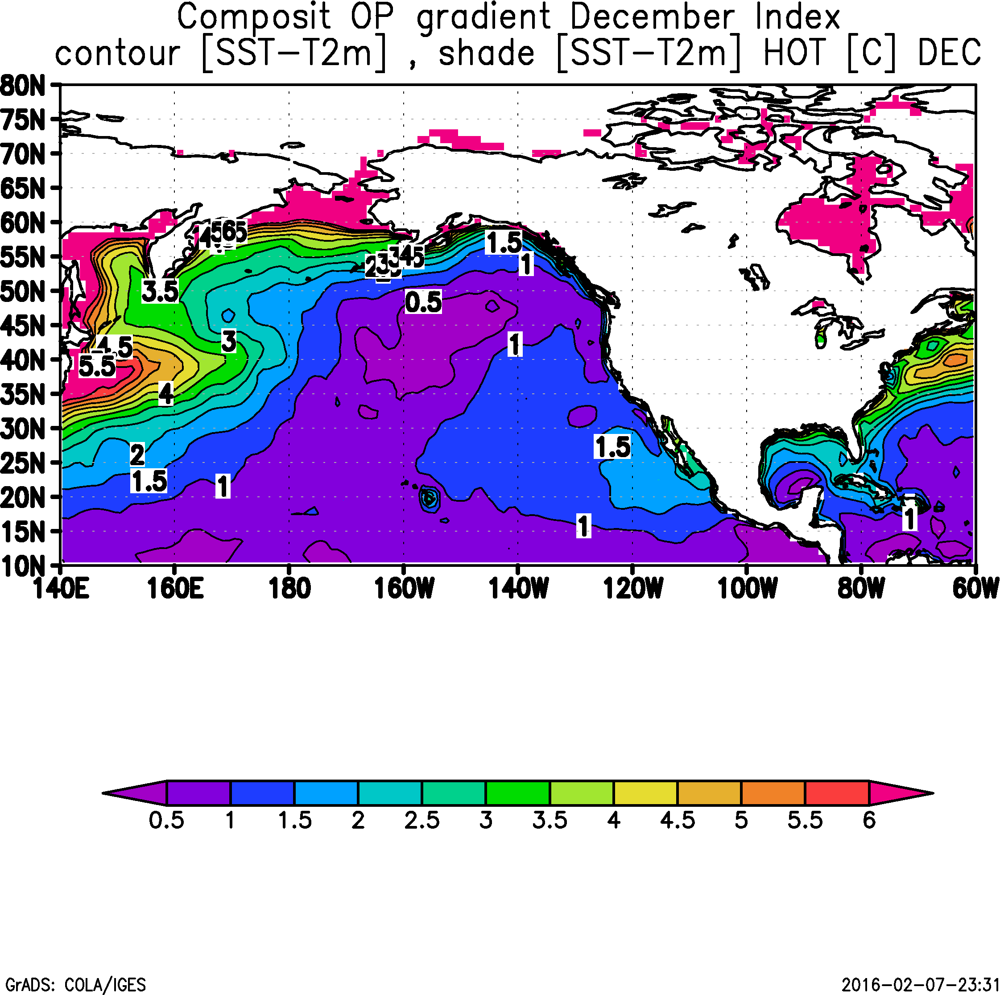 Composit OP gradient December Index
contour [SST-T2m] , shade [SST-T2m] HOT [C] DEC
80N
75N
70N
65N
60N
55N
50N
45N
40N
35N
30N
25N
20N
15N
10N
140E 160E 180 160W 140W 120W 100W 80W 60W
1.5
1
3.5
0.5
3
1
4.5
5.5
4
2
1.5
1.5
1
1
1
0.5 1 1.5 2 2.5 3 3.5 4 4.5 5 5.5 6
GrADS: COLA/IGES
2016-02-07-23:31